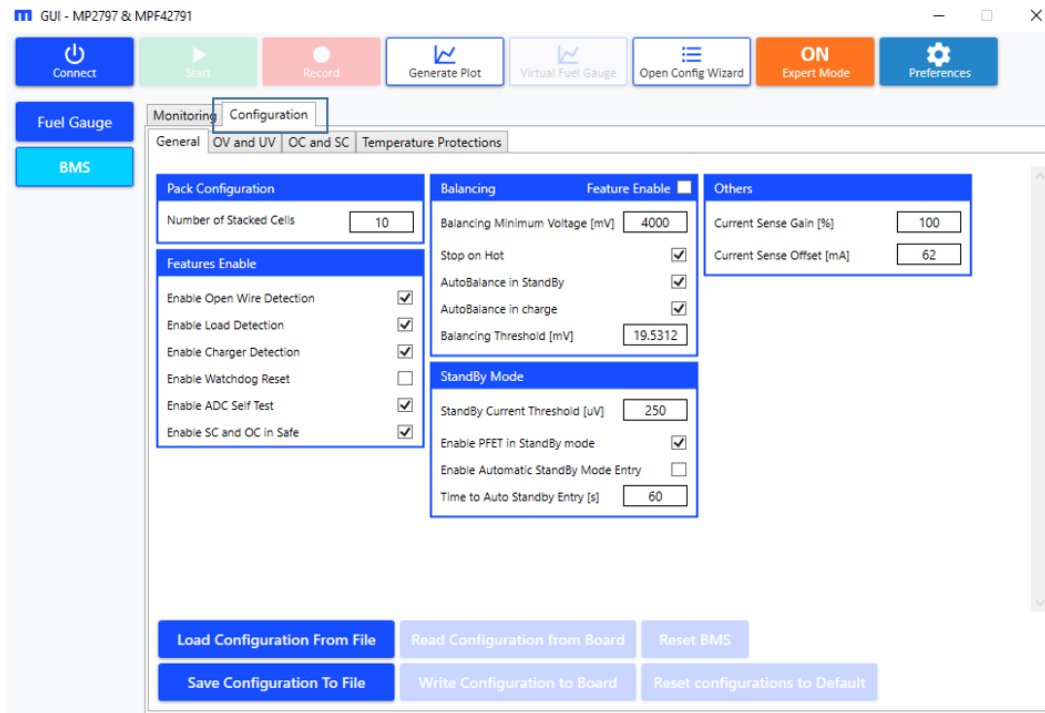 GUI - MP2797 & MPF42791
Connect
Start
Record
Generate Plot
Virtual Fuel Gauge
Open Config Wizard
ON
Expert Mode
Preferences
Fuel Gauge
BMS
Monitoring
Configuration
General
OV and UV
OC and SC
Temperature Protections
Pack Configuration
Number of Stacked Cells 10
Features Enable
Enable Open Wire Detection
Enable Load Detection
Enable Charger Detection
Enable Watchdog Reset
Enable ADC Self Test
Enable SC and OC in Safe
Balancing Feature Enable
Balancing Minimum Voltage [mV] 4000
Stop on Hot
AutoBalance in StandBy
AutoBalance in charge
Balancing Threshold [mV] 19.5312
StandBy Mode
StandBy Current Threshold [uV] 250
Enable PFET in StandBy mode
Enable Automatic StandBy Mode Entry
Time to Auto Standby Entry [s] 60
Others
Current Sense Gain [%] 100
Current Sense Offset [mA] 62
Load Configuration From File
Read Configuration from Board
Reset BMS
Save Configuration To File
Write Configuration to Board
Reset configurations to Default